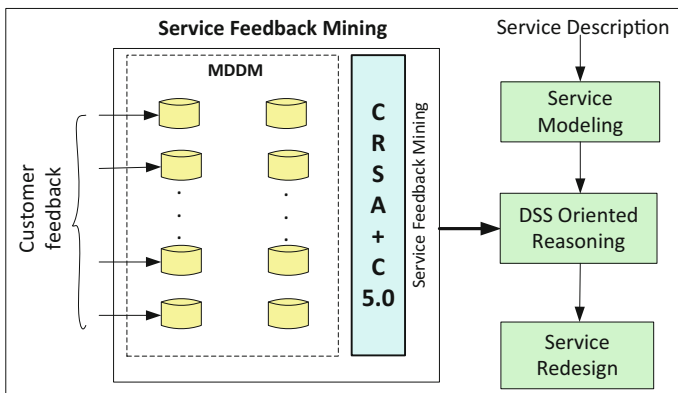 Service Feedback Mining
Service Description
MDDM
Customer
feedback
C
R
S
A
+
C
5.0
Service Feedback Mining
Service
Modeling
DSS Oriented
Reasoning
Service
Redesign